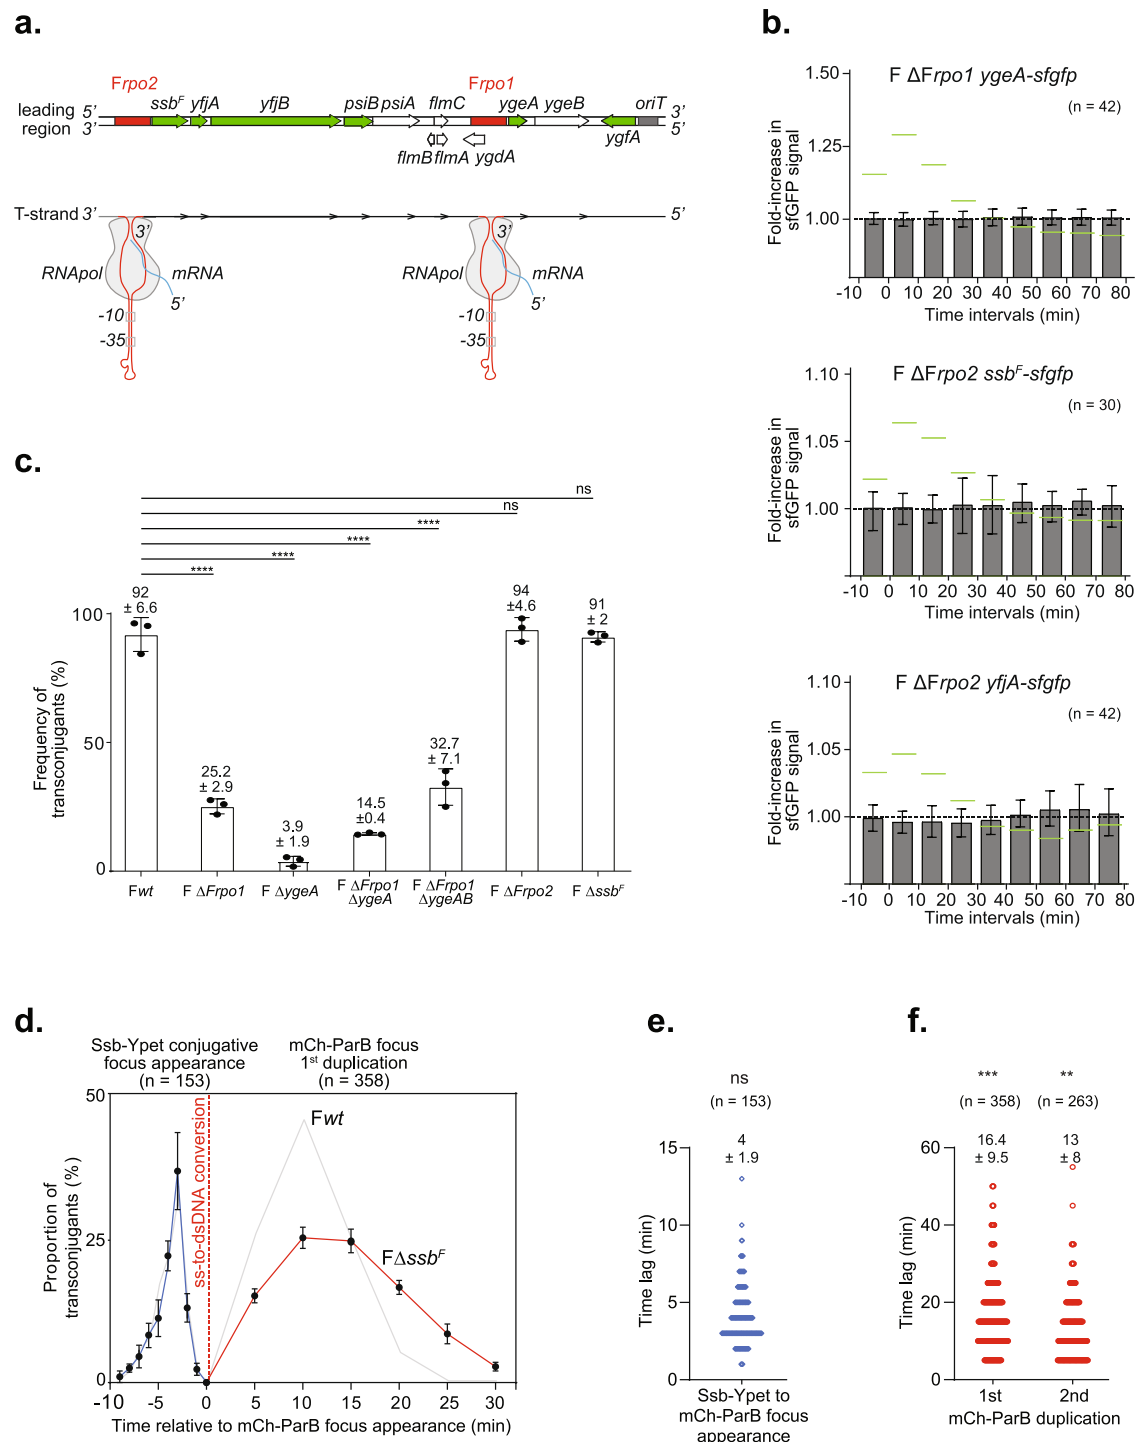 a.
Frpo2
Frpo1
ssbF yfjA yfjB psiB psiA flmC ygeA ygeB oriT
leading region
5’ 3’
3’ 5’
flmB flmA ygdA ygfA
T-strand 3’ 5’
3’ 3’
RNApol mRNA RNApol mRNA
5’ 5’
-10 -10
-35 -35
b.
F ΔFrpo1 ygeA-sfgfp
(n = 42)
Fold-increase in
sfGFP signal
1.50
1.25
1.00
-10 0 10 20 30 40 50 60 70 80
Time intervals (min)
F ΔFrpo2 ssbF-sfgfp
(n = 30)
Fold-increase in
sfGFP signal
1.10
1.05
1.00
-10 0 10 20 30 40 50 60 70 80
Time intervals (min)
F ΔFrpo2 yfjA-sfgfp
(n = 42)
Fold-increase in
sfGFP signal
1.10
1.05
1.00
-10 0 10 20 30 40 50 60 70 80
Time intervals (min)
c.
ns
ns
****
****
****
****
Frequency of
transconjugants (%)
100
50
0
92
± 6.6
25.2
± 2.9
3.9
± 1.9
14.5
±0.4
32.7
± 7.1
94
±4.6
91
± 2
Fwt
F ΔFrpo1
F ΔygeA
F ΔFrpo1
ΔygeA
F ΔFrpo1
ΔygeAB
F ΔFrpo2
F ΔssbF
d.
Ssb-Ypet conjugative
focus appearance
(n = 153)
mCh-ParB focus
1st duplication
(n = 358)
Proportion of
transconjugants (%)
50
25
0
ss-to-dsDNA conversion
Fwt
FΔssbF
-10 -5 0 5 10 15 20 25 30
Time relative to mCh-ParB focus appearance (min)
e.
ns
(n = 153)
4
± 1.9
Time lag (min)
15
10
5
0
Ssb-Ypet to
mCh-ParB focus
appearance
f.
*** **
(n = 358) (n = 263)
16.4 13
± 9.5 ± 8
Time lag (min)
60
40
20
0
1st 2nd
mCh-ParB duplication